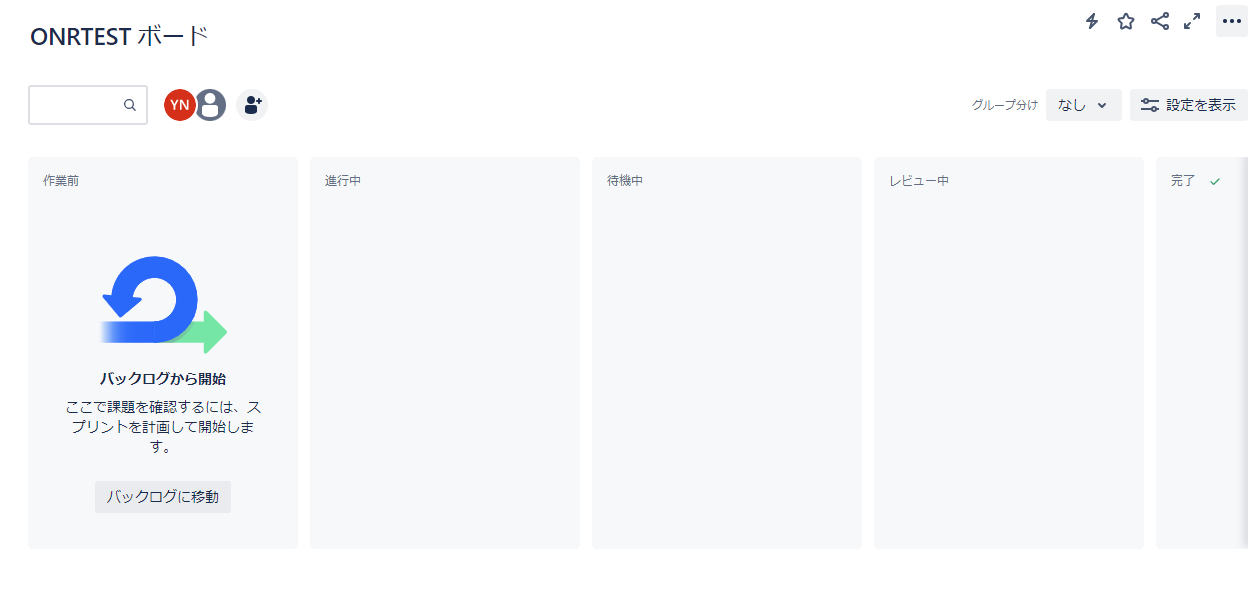 ONRTEST ボード
YN
グループ分け
なし
設定を表示
作業前
進行中
待機中
レビュー中
完了
バックログから開始
ここで課題を確認するには、ス
プリントを計画して開始しま
す。
バックログに移動